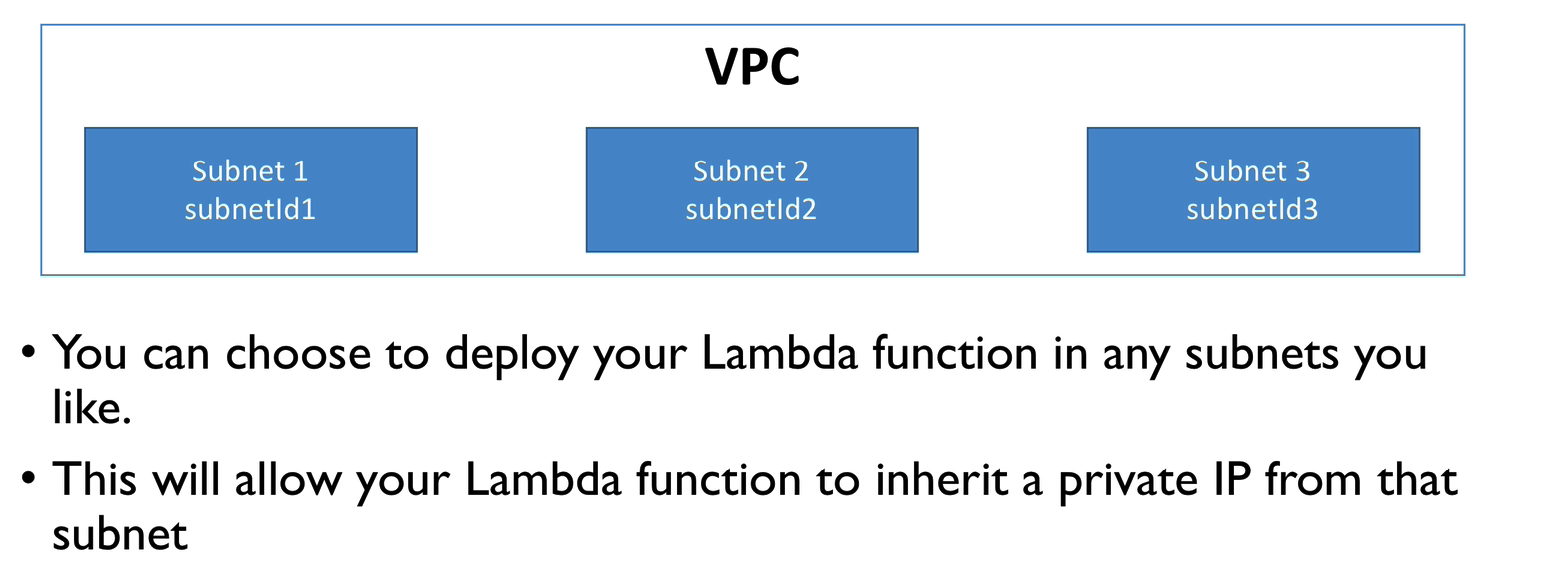 VPC
Subnet 1
subnetId1
Subnet 2
subnetId2
Subnet 3
subnetId3
• You can choose to deploy your Lambda function in any subnets you
like.
• This will allow your Lambda function to inherit a private IP from that
subnet